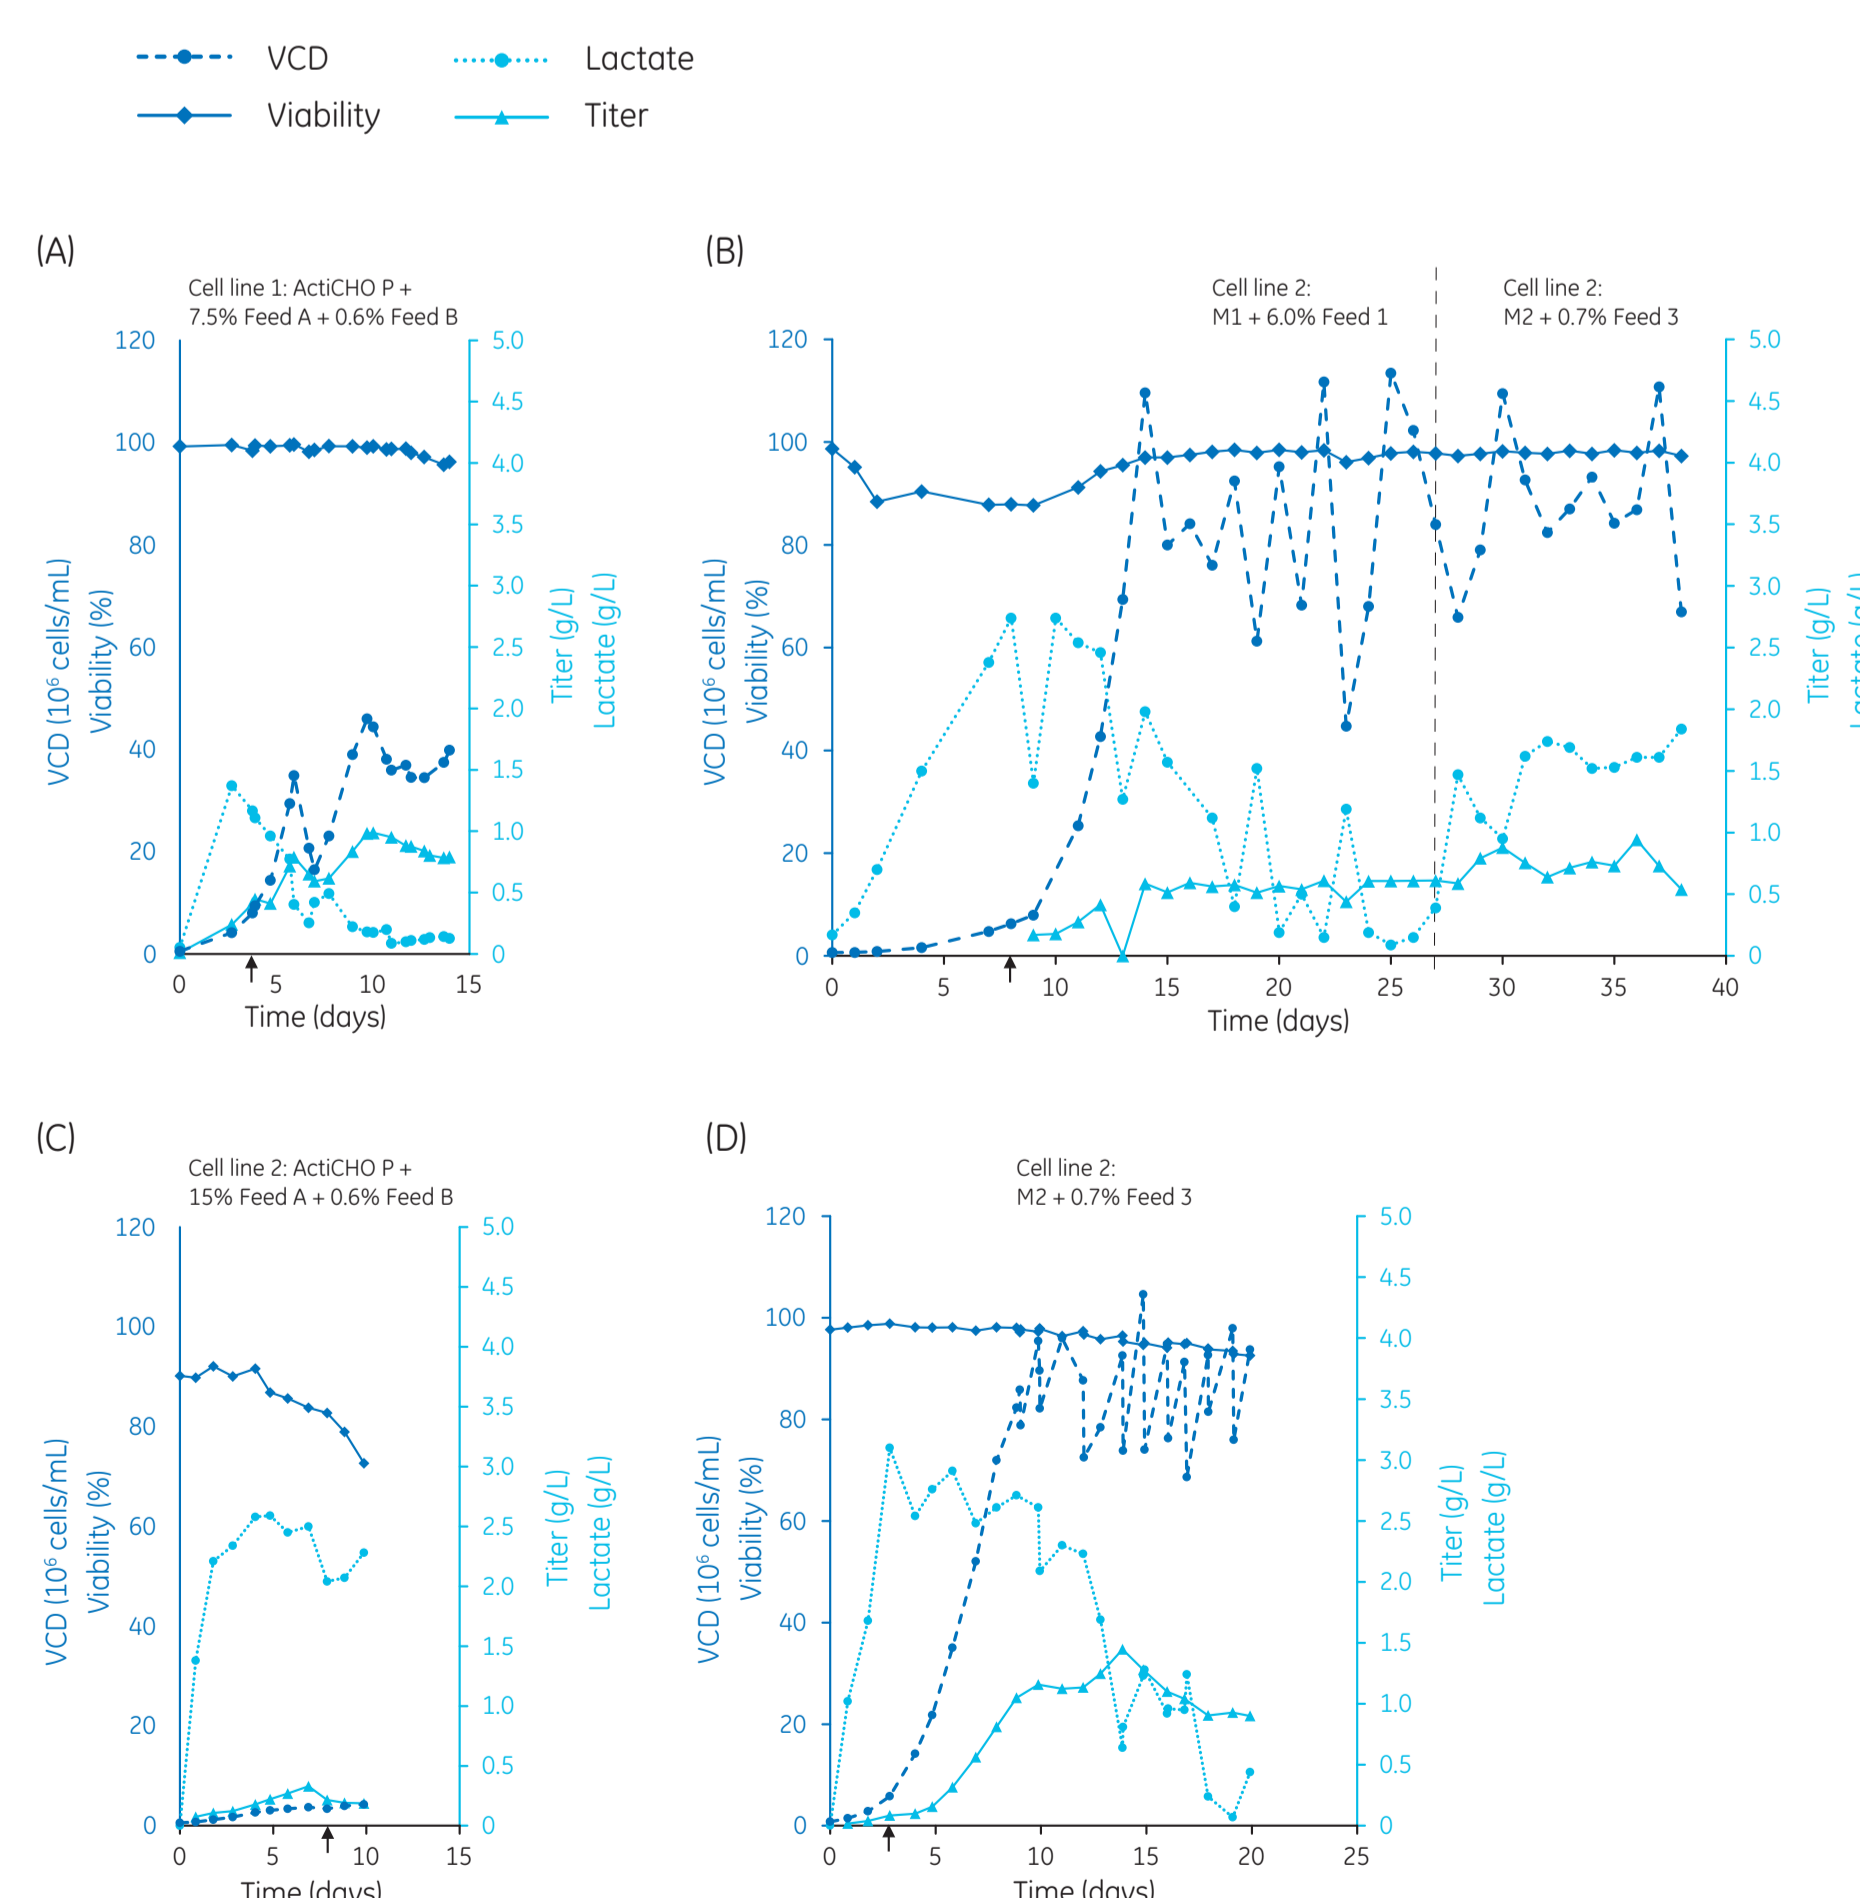 VCD
Lactate
Viability
Titer
(A)
Cell line 1: ActiCHO P +
7.5% Feed A + 0.6% Feed B
120
100
80
60
40
20
0
VCD (10⁶ cells/mL)
Viability (%)
5.0
4.5
4.0
3.5
3.0
2.5
2.0
1.5
1.0
0.5
0
Titer (g/L)
Lactate (g/L)
0 5 10 15
Time (days)
(B)
Cell line 2:
M1 + 6.0% Feed 1
Cell line 2:
M2 + 0.7% Feed 3
120
100
80
60
40
20
0
VCD (10⁶ cells/mL)
Viability (%)
5.0
4.5
4.0
3.5
3.0
2.5
2.0
1.5
1.0
0.5
0
Titer (g/L)
Lactate (g/L)
0 5 10 15 20 25 30 35 40
Time (days)
(C)
Cell line 2: ActiCHO P +
15% Feed A + 0.6% Feed B
120
100
80
60
40
20
0
VCD (10⁶ cells/mL)
Viability (%)
5.0
4.5
4.0
3.5
3.0
2.5
2.0
1.5
1.0
0.5
0
Titer (g/L)
Lactate (g/L)
0 5 10 15
Time (days)
(D)
Cell line 2:
M2 + 0.7% Feed 3
120
100
80
60
40
20
0
VCD (10⁶ cells/mL)
Viability (%)
5.0
4.5
4.0
3.5
3.0
2.5
2.0
1.5
1.0
0.5
0
Titer (g/L)
Lactate (g/L)
0 5 10 15 20 25
Time (days)